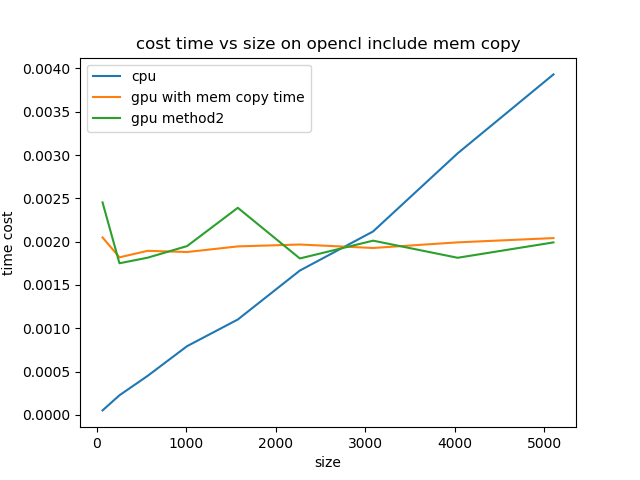 cost time vs size on opencl include mem copy
cpu
gpu with mem copy time
gpu method2
time cost
0.0040
0.0035
0.0030
0.0025
0.0020
0.0015
0.0010
0.0005
0.0000
0
1000
2000
3000
4000
5000
size